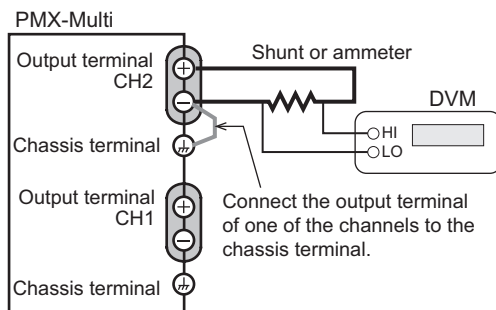 PMX-Multi
Output terminal
CH2
+
−
Chassis terminal
Shunt or ammeter
DVM
HI
LO
Connect the output terminal
of one of the channels to the
chassis terminal.
Output terminal
CH1
+
−
Chassis terminal